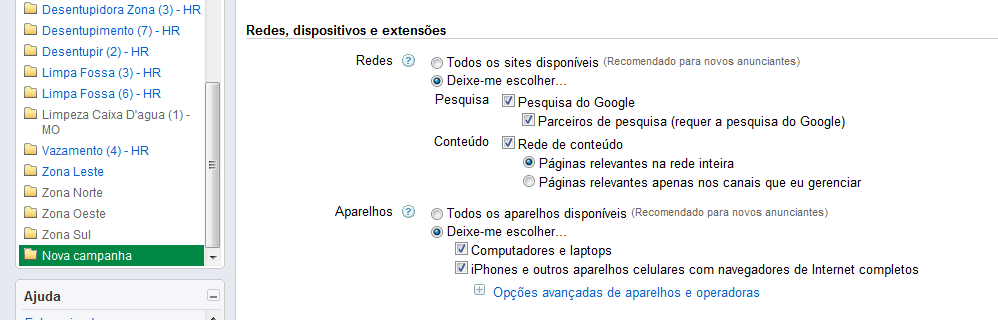 Desentupidora Zona (3) - HR
Desentupimento (7) - HR
Desentupir (2) - HR
Limpa Fossa (3) - HR
Limpa Fossa (6) - HR
Limpeza Caixa D'agua (1) -
MO
Vazamento (4) - HR
Zona Leste
Zona Norte
Zona Oeste
Zona Sul
Nova campanha
Ajuda
Redes, dispositivos e extensões
Redes ? Todos os sites disponíveis (Recomendado para novos anunciantes)
Deixe-me escolher...
Pesquisa Pesquisa do Google
Parceiros de pesquisa (requer a pesquisa do Google)
Conteúdo Rede de conteúdo
Páginas relevantes na rede inteira
Páginas relevantes apenas nos canais que eu gerenciar
Aparelhos ? Todos os aparelhos disponíveis (Recomendado para novos anunciantes)
Deixe-me escolher...
Computadores e laptops
iPhones e outros aparelhos celulares com navegadores de Internet completos
Opções avançadas de aparelhos e operadoras